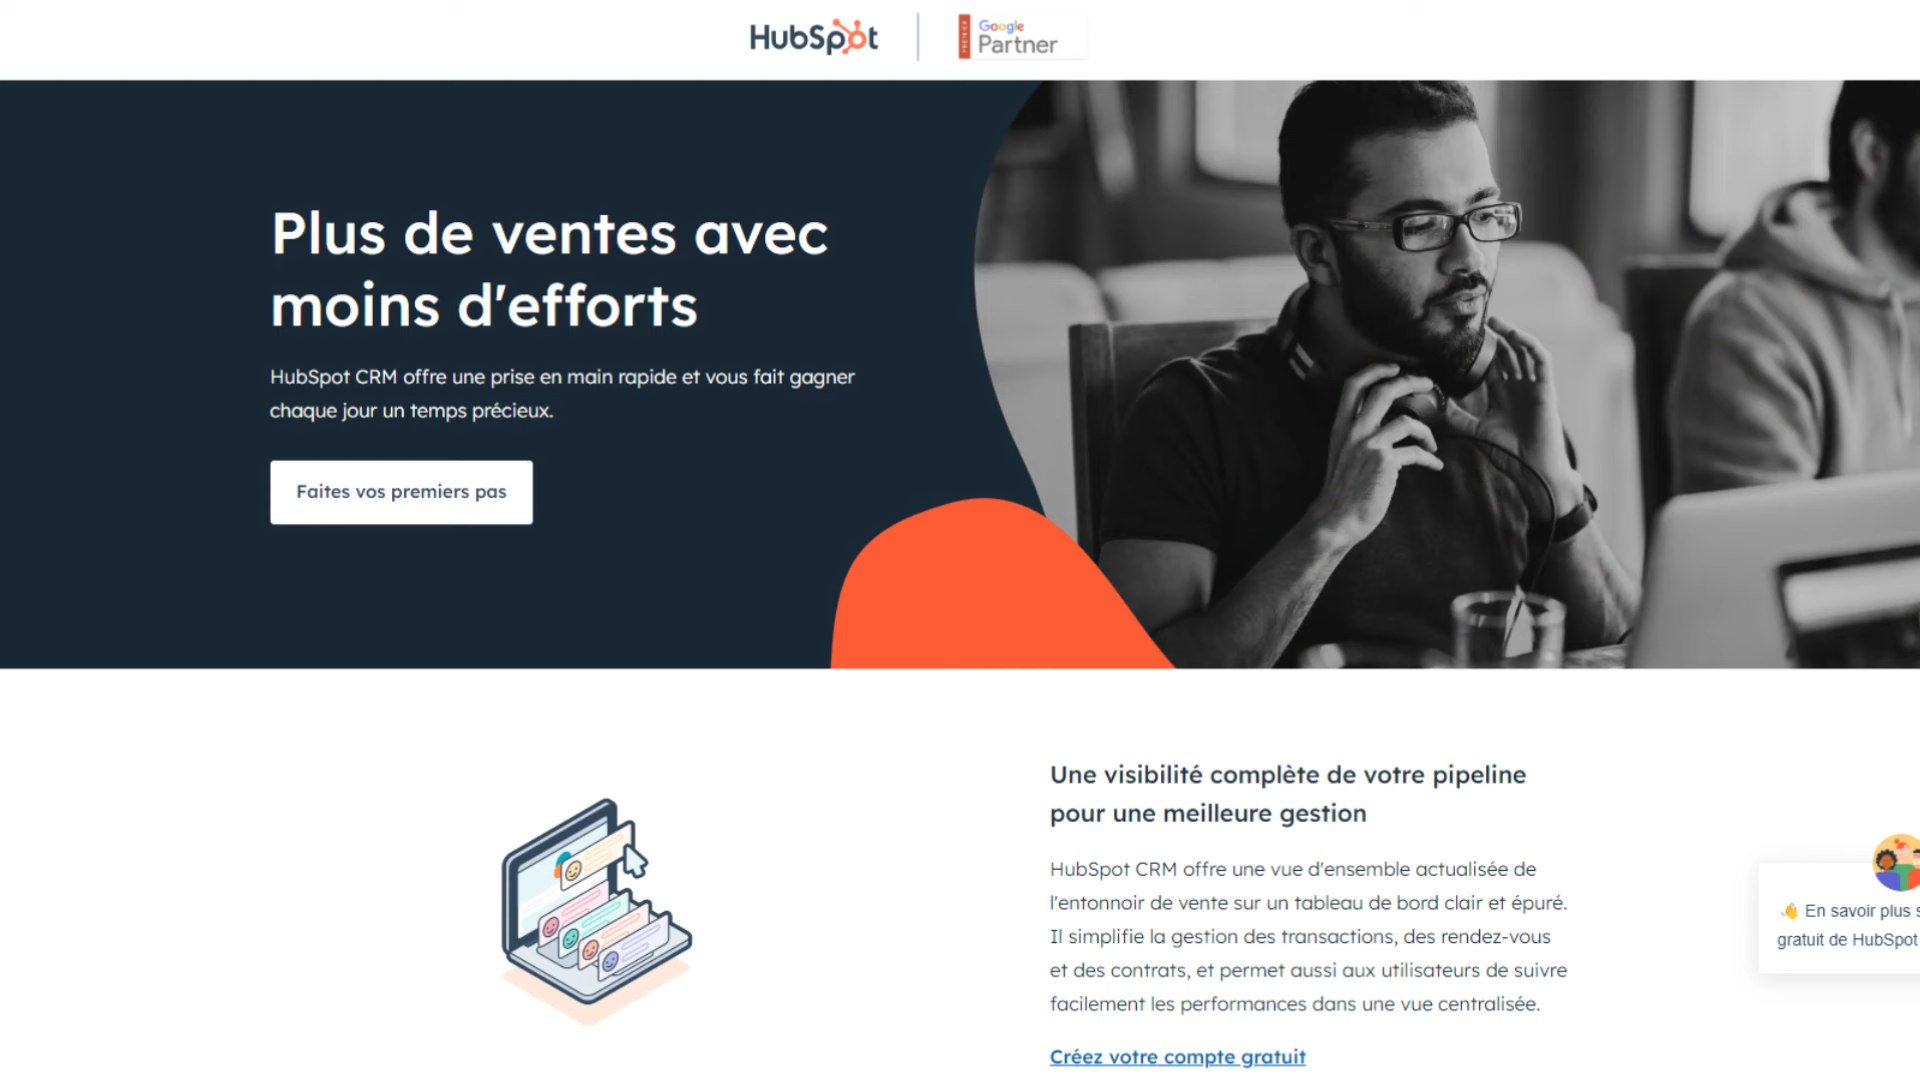 HubSpot
Google
Partner
Plus de ventes avec
moins d'efforts
HubSpot CRM offre une prise en main rapide et vous fait gagner
chaque jour un temps précieux.
Faites vos premiers pas
Une visibilité complète de votre pipeline
pour une meilleure gestion
HubSpot CRM offre une vue d'ensemble actualisée de
l'entonnoir de vente sur un tableau de bord clair et épuré.
Il simplifie la gestion des transactions, des rendez-vous
et des contrats, et permet aussi aux utilisateurs de suivre
facilement les performances dans une vue centralisée.
Créez votre compte gratuit
👋 En savoir plus s
gratuit de HubSpot